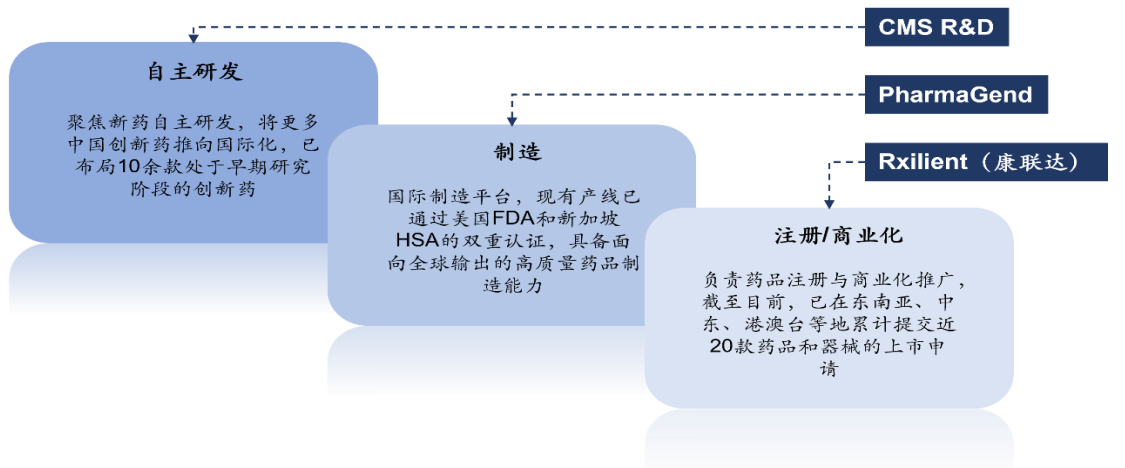 CMS R&D
自主研发
聚焦新药自主研发，将更多
中国创新药推向国际化，已
布局10余款处于早期研究
阶段的创新药
PharmaGend
制造
国际制造平台，现有产线已
通过美国FDA和新加坡
HSA的双重认证，具备面
向全球输出的高质量药品制
造能力
Rxilient（康联达）
注册/商业化
负责药品注册与商业化推广，
截至目前，已在东南亚、中
东、港澳台等地累计提交近
20款药品和器械的上市申
请